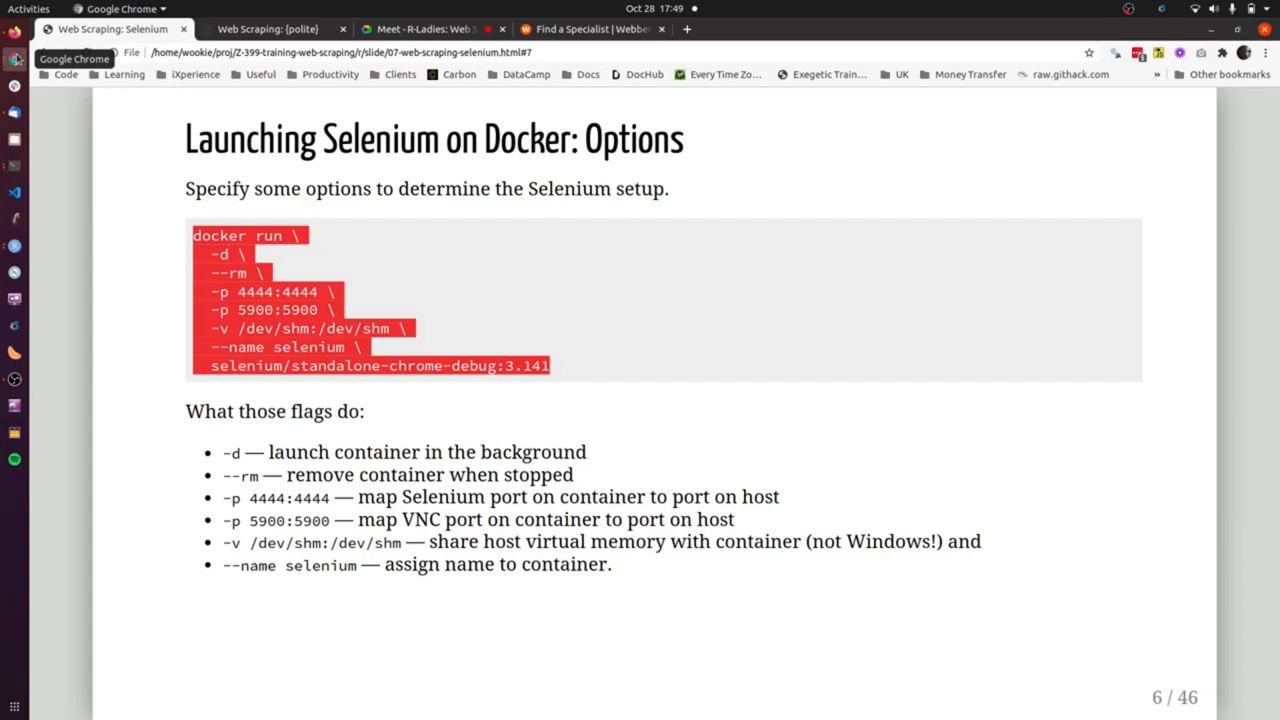 Activities
Google Chrome
Oct 28 17:49
Web Scraping: Selenium
Web Scraping: {polite}
Meet - R-Ladies: Web S
Find a Specialist | Webbe
File
/home/wookie/proj/Z-399-training-web-scraping/r/slide/07-web-scraping-selenium.html#7
Google Chrome
Code
Learning
iXperience
Useful
Productivity
Clients
Carbon
DataCamp
Docs
DocHub
Every Time Zo...
Exegetic Train...
UK
Money Transfer
raw.githack.com
»
Other bookmarks
Launching Selenium on Docker: Options
Specify some options to determine the Selenium setup.
docker run \
-d \
--rm \
-p 4444:4444 \
-p 5900:5900 \
-v /dev/shm:/dev/shm \
--name selenium \
selenium/standalone-chrome-debug:3.141
What those flags do:
• -d — launch container in the background
• --rm — remove container when stopped
• -p 4444:4444 — map Selenium port on container to port on host
• -p 5900:5900 — map VNC port on container to port on host
• -v /dev/shm:/dev/shm — share host virtual memory with container (not Windows!) and
• --name selenium — assign name to container.
6 / 46